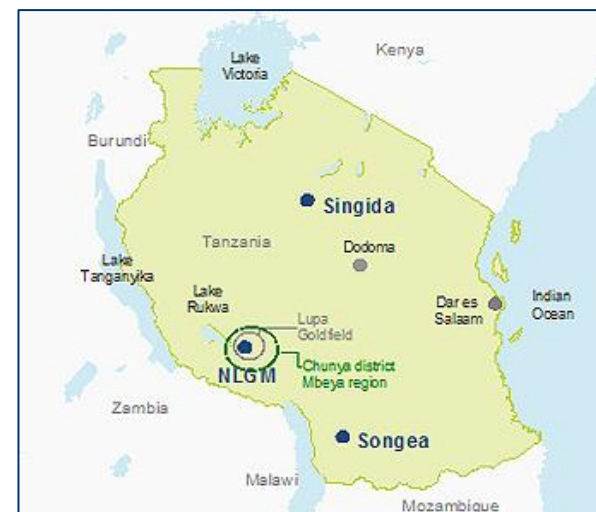 Kenya
Lake
Victoria
Burundi
Singida
Tanzania
Dodoma
Lake
Tanganyika
Lake
Rukwa
Dar es
Salaam
Indian
Ocean
Lupa
Goldfield
Chunya district
Mbeya region
NLGM
Zambia
Songea
Malawi
Mozambique